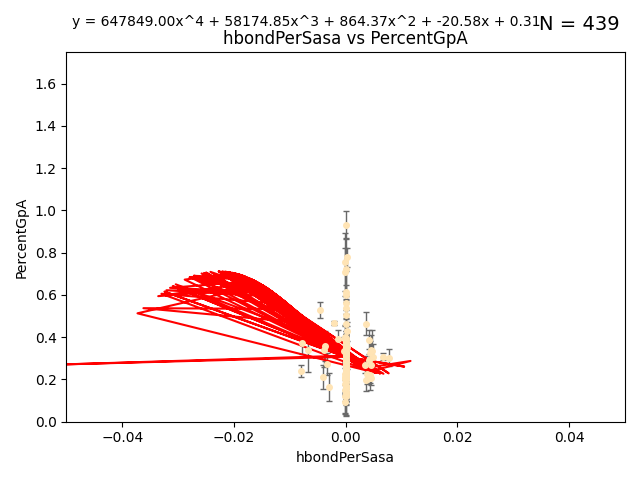 y = 647849.00x^4 + 58174.85x^3 + 864.37x^2 + -20.58x + 0.31
N = 439
hbondPerSasa vs PercentGpA
PercentGpA
1.6
1.4
1.2
1.0
0.8
0.6
0.4
0.2
0.0
−0.04 −0.02 0.00 0.02 0.04
hbondPerSasa